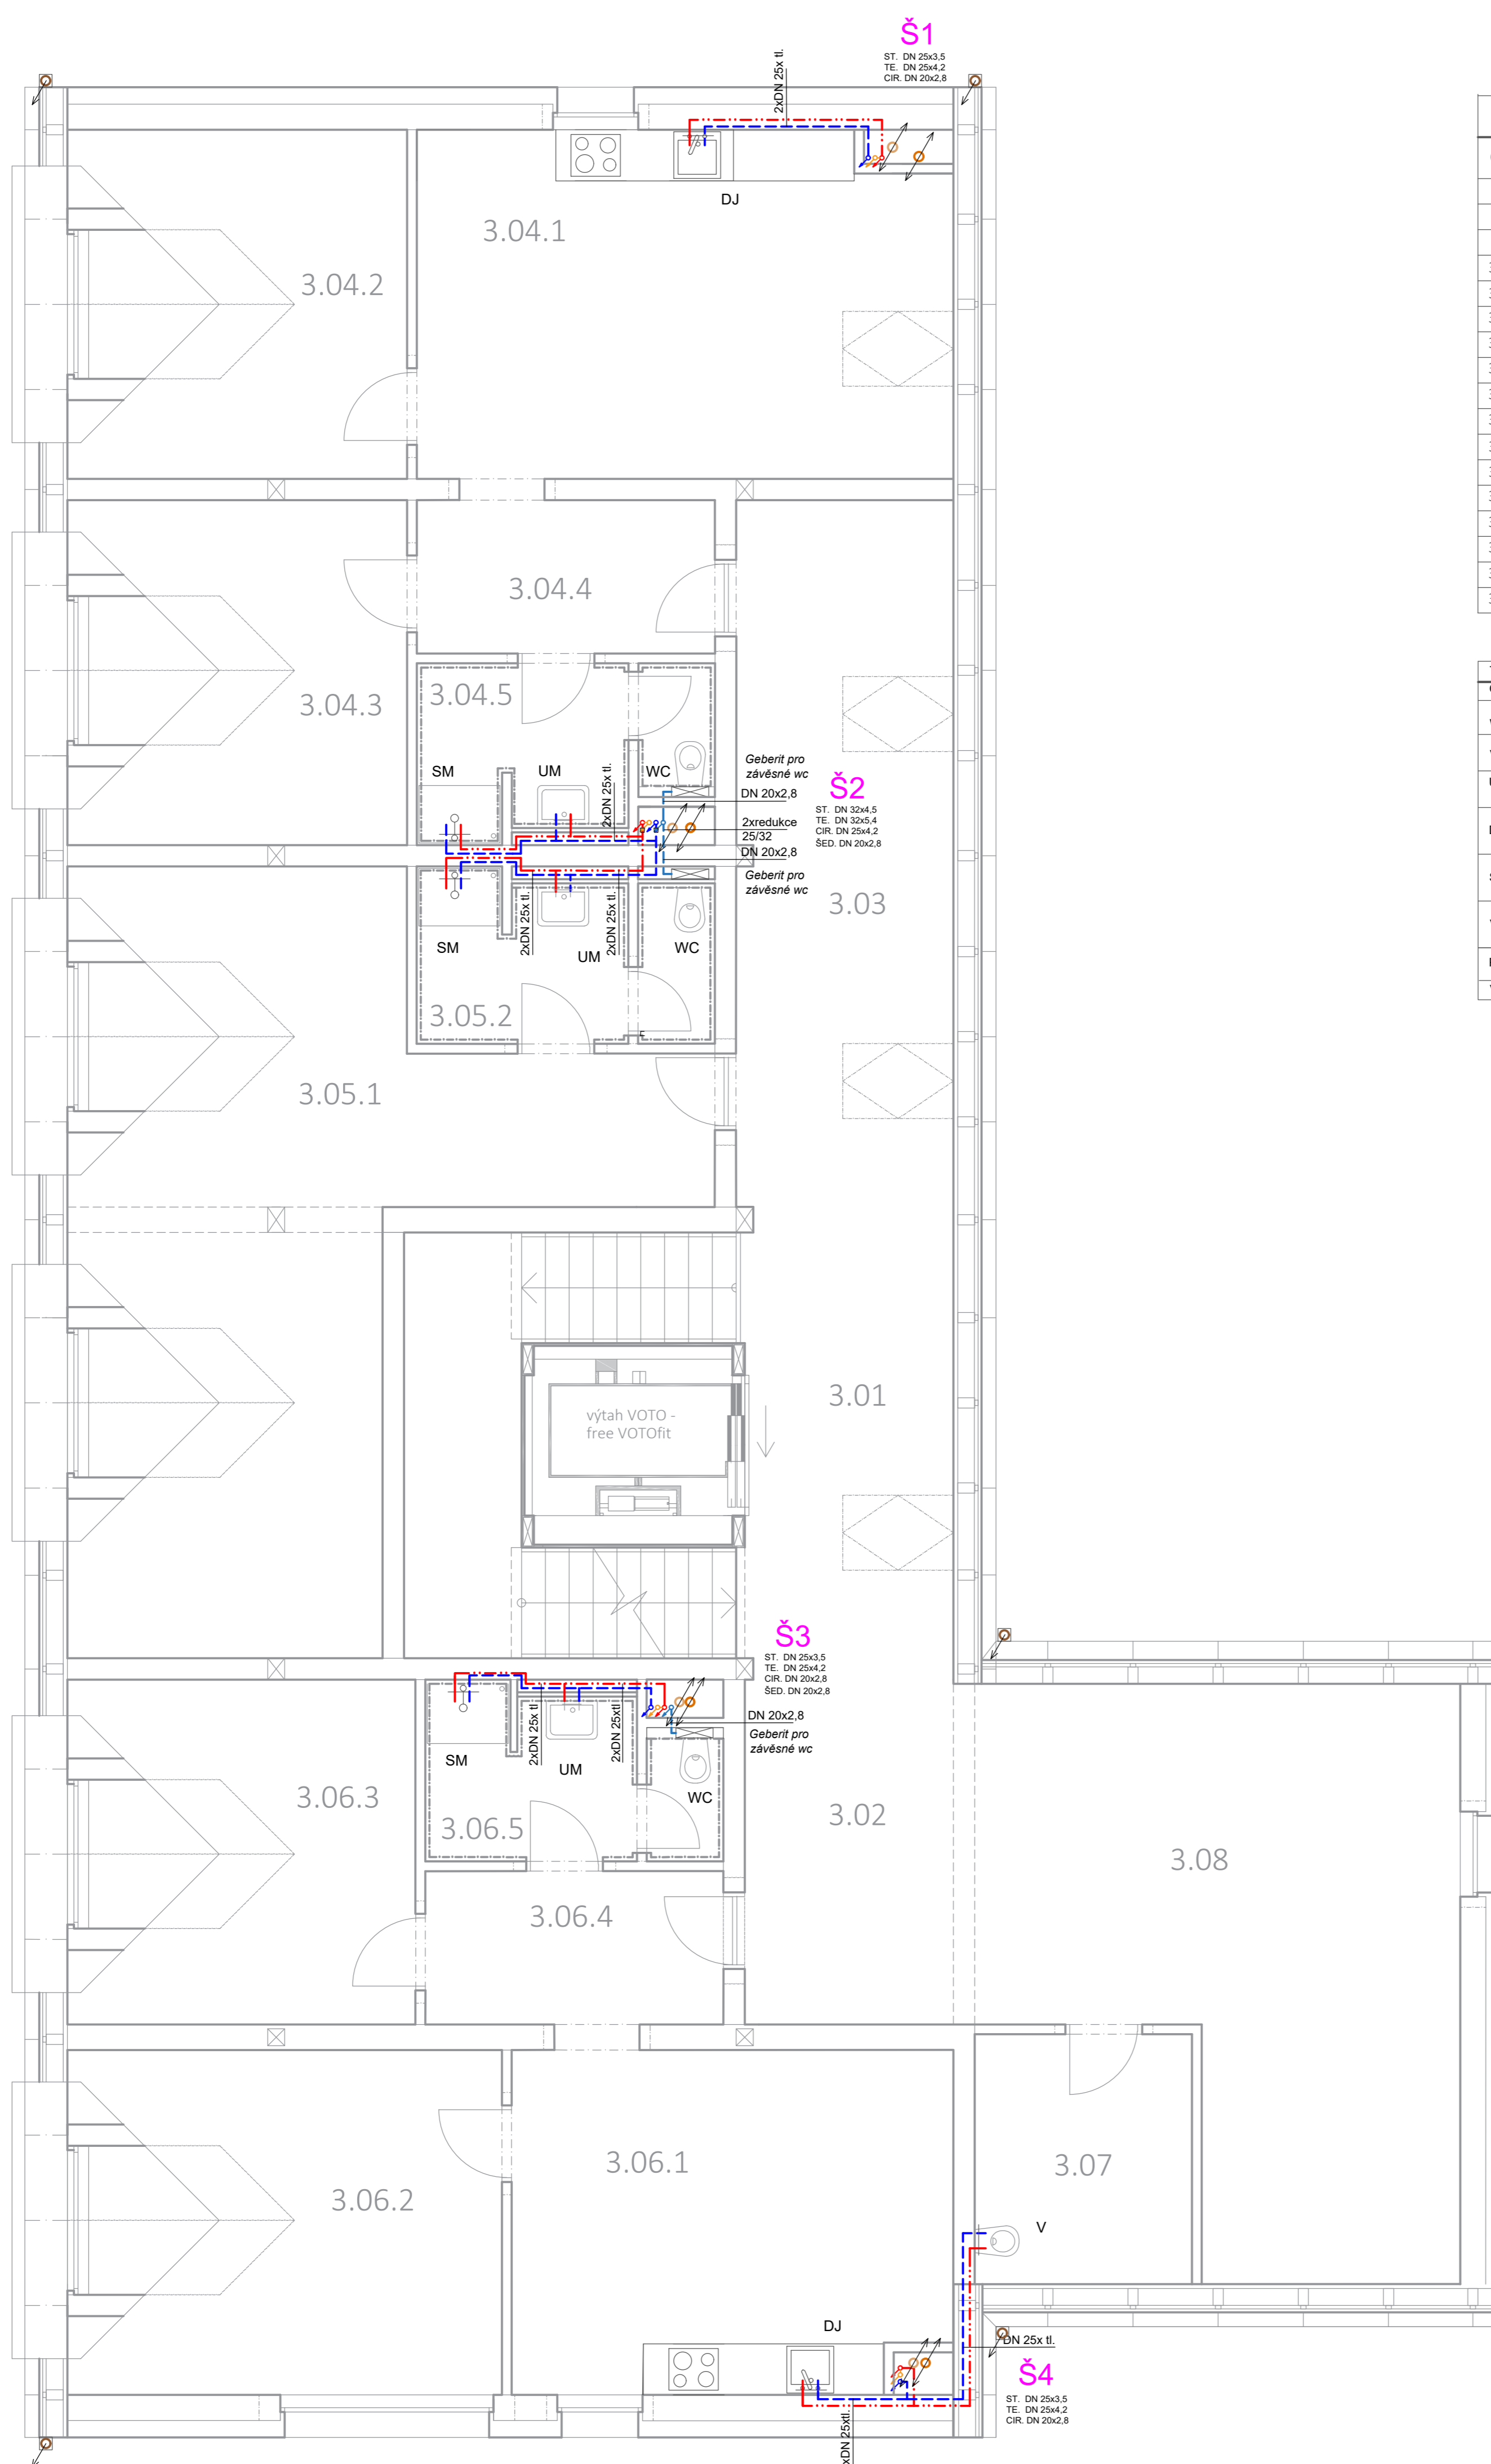 Š1
ST. DN 25x3,5
TE. DN 25x4,2
CIR. DN 20x2,8
2xDN 25x tl.
DJ
3.04.1
3.04.2
3.04.4
3.04.3
3.04.5
SM
UM
WC
2xDN 25x tl.
Geberit pro
závěsné wc
DN 20x2,8
Š2
ST. DN 32x4,5
TE. DN 32x5,4
CIR. DN 25x4,2
ŠED. DN 20x2,8
2xredukce
25/32
DN 20x2,8
Geberit pro
závěsné wc
3.03
2xDN 25x tl.
2xDN 25x tl.
SM
UM
WC
3.05.2
3.05.1
3.01
výtah VOTO -
free VOTOfit
Š3
ST. DN 25x3,5
TE. DN 25x4,2
CIR. DN 20x2,8
ŠED. DN 20x2,8
DN 20x2,8
Geberit pro
závěsné wc
2xDN 25x tl
2xDN 25xtl
SM
UM
WC
3.06.3
3.06.5
3.02
3.08
3.06.4
3.06.1
3.07
3.06.2
V
DJ
DN 25x tl.
Š4
ST. DN 25x3,5
TE. DN 25x4,2
CIR. DN 20x2,8
xDN 25xtl.